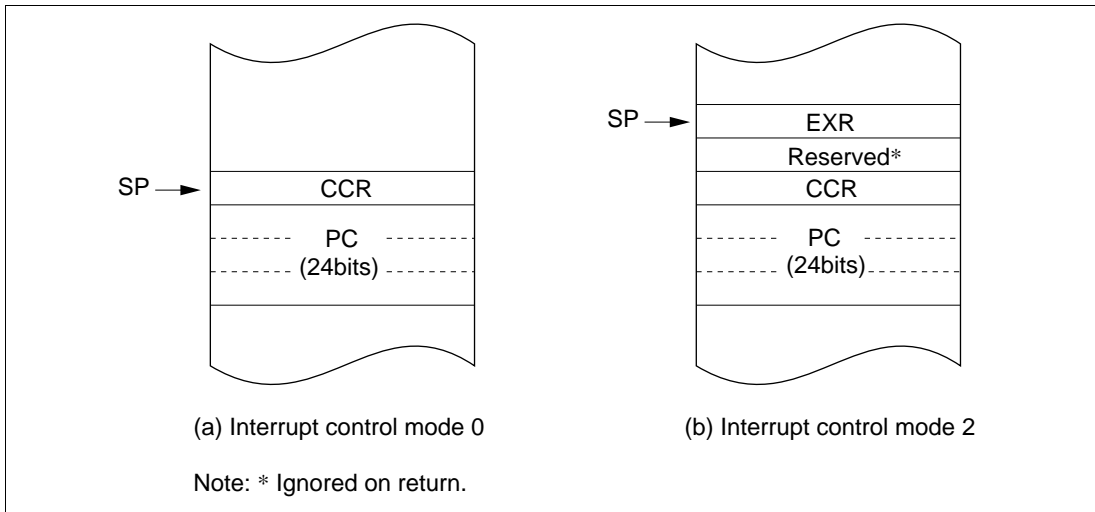 SP
CCR
PC
(24bits)
(a) Interrupt control mode 0
SP
EXR
Reserved*
CCR
PC
(24bits)
(b) Interrupt control mode 2
Note: * Ignored on return.